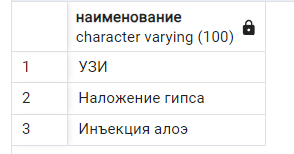 наименование
character varying (100)
1 УЗИ
2 Наложение гипса
3 Инъекция алоэ